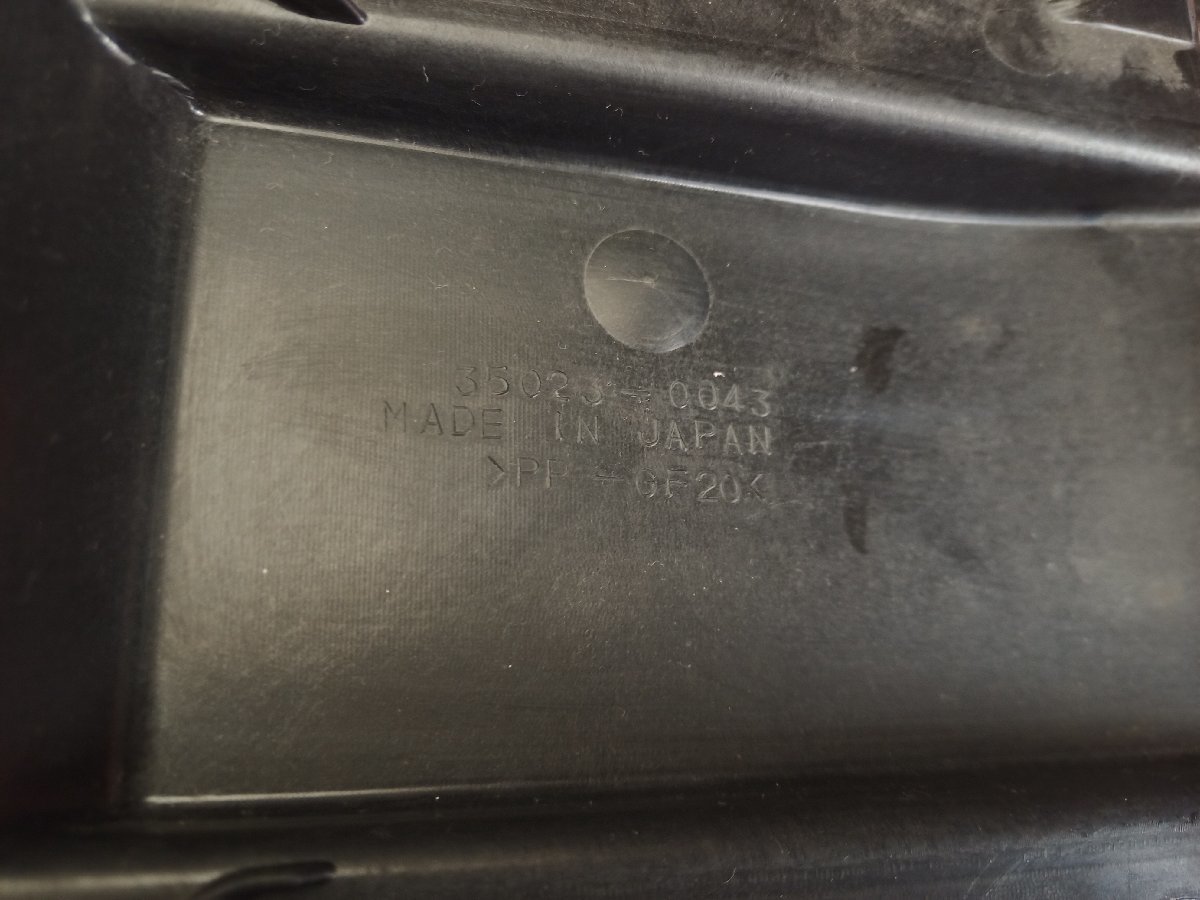 35023-0043
MADE IN JAPAN
>PP-GF20<